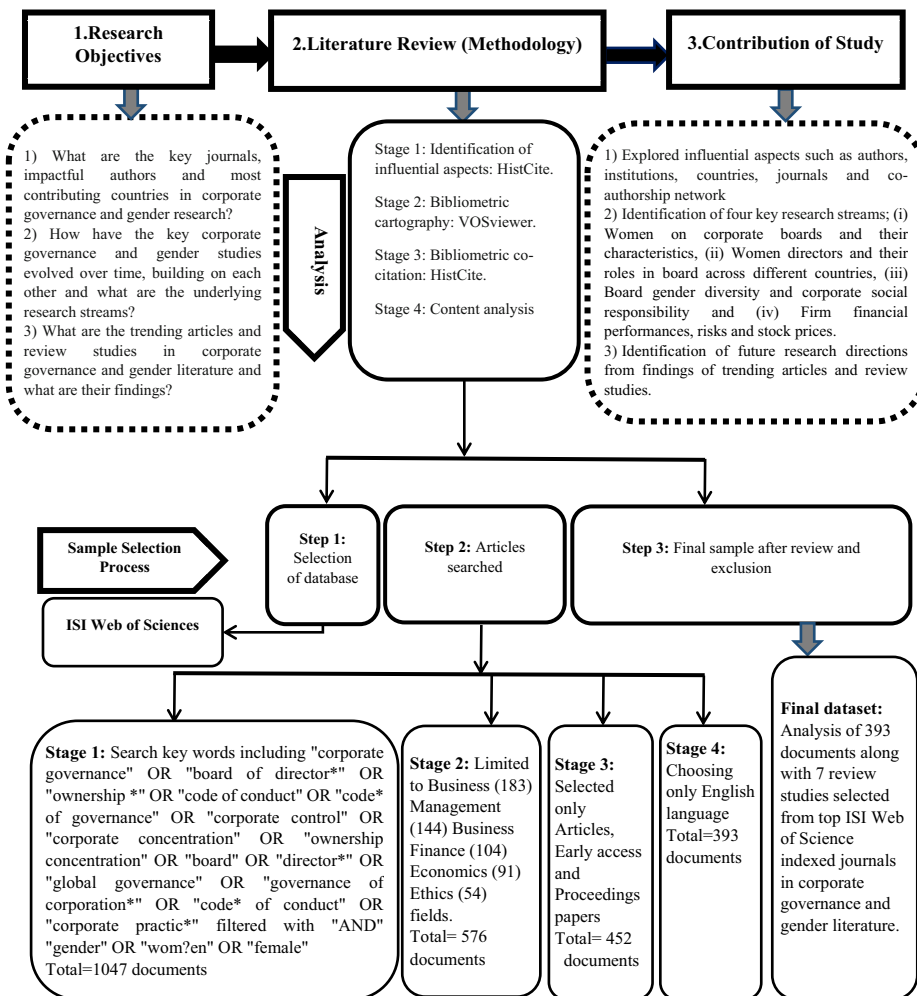 1.Research
Objectives
2.Literature Review (Methodology)
3.Contribution of Study
1) What are the key journals,
impactful authors and most
contributing countries in corporate
governance and gender research?
2) How have the key corporate
governance and gender studies
evolved over time, building on each
other and what are the underlying
research streams?
3) What are the trending articles and
review studies in corporate
governance and gender literature and
what are their findings?
Analysis
Stage 1: Identification of
influential aspects: HistCite.
Stage 2: Bibliometric
cartography: VOSviewer.
Stage 3: Bibliometric co-
citation: HistCite.
Stage 4: Content analysis
1) Explored influential aspects such as authors,
institutions, countries, journals and co-
authorship network
2) Identification of four key research streams; (i)
Women on corporate boards and their
characteristics, (ii) Women directors and their
roles in board across different countries, (iii)
Board gender diversity and corporate social
responsibility and (iv) Firm financial
performances, risks and stock prices.
3) Identification of future research directions
from findings of trending articles and review
studies.
Sample Selection
Process
ISI Web of Sciences
Step 1:
Selection
of database
Step 2: Articles
searched
Step 3: Final sample after review and
exclusion
Stage 1: Search key words including "corporate
governance" OR "board of director*" OR
"ownership *" OR "code of conduct" OR "code*
of governance" OR "corporate control" OR
"corporate concentration" OR "ownership
concentration" OR "board" OR "director*" OR
"global governance" OR "governance of
corporation*" OR "code* of conduct" OR
"corporate practic*" filtered with "AND"
"gender" OR "wom?en" OR "female"
Total=1047 documents
Stage 2: Limited
to Business (183)
Management
(144) Business
Finance (104)
Economics (91)
Ethics (54)
fields.
Total= 576
documents
Stage 3:
Selected
only
Articles,
Early access
and
Proceedings
papers
Total= 452
documents
Stage 4:
Choosing
only English
language
Total=393
documents
Final dataset:
Analysis of 393
documents along
with 7 review
studies selected
from top ISI Web of
Science
indexed journals
in corporate
governance and
gender literature.